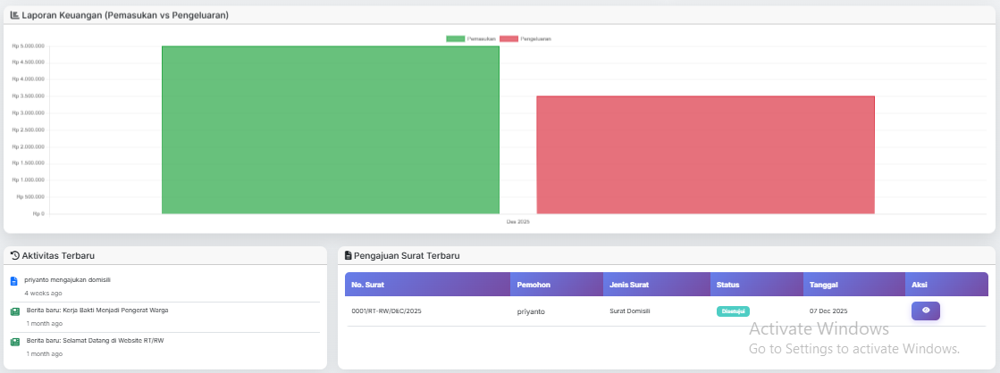 Laporan Keuangan (Pemasukan vs Pengeluaran)
Pemasukan Pengeluaran
Rp 5.000.000
Rp 4.500.000
Rp 4.000.000
Rp 3.500.000
Rp 3.000.000
Rp 2.500.000
Rp 2.000.000
Rp 1.500.000
Rp 1.000.000
Rp 500.000
Rp 0
Des 2025
Aktivitas Terbaru
priyanto mengajukan domisili
4 weeks ago
Berita baru: Kerja Bakti Menjadi Pengerat Warga
1 month ago
Berita baru: Selamat Datang di Website RT/RW
1 month ago
Pengajuan Surat Terbaru
No. Surat Pemohon Jenis Surat Status Tanggal Aksi
0001/RT-RW/DEC/2025 priyanto Surat Domisili Disetujui 07 Dec 2025
Activate Windows
Go to Settings to activate Windows.